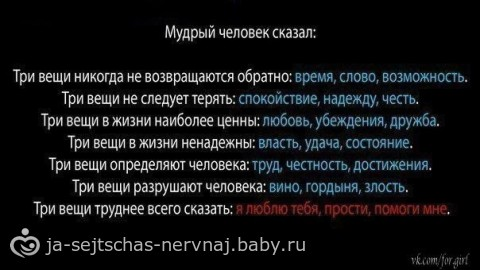 Мудрый человек сказал:
Три вещи никогда не возвращаются обратно: время, слово, возможность.
Три вещи не следует терять: спокойствие, надежду, честь.
Три вещи в жизни наиболее ценны: любовь, убеждения, дружба.
Три вещи в жизни ненадежны: власть, удача, состояние.
Три вещи определяют человека: труд, честность, достижения.
Три вещи разрушают человека: вино, гордыня, злость.
Три вещи труднее всего сказать: я люблю тебя, прости, помоги мне.
ja-sejtschas-nervnaj.baby.ru
vk.com/for.girl